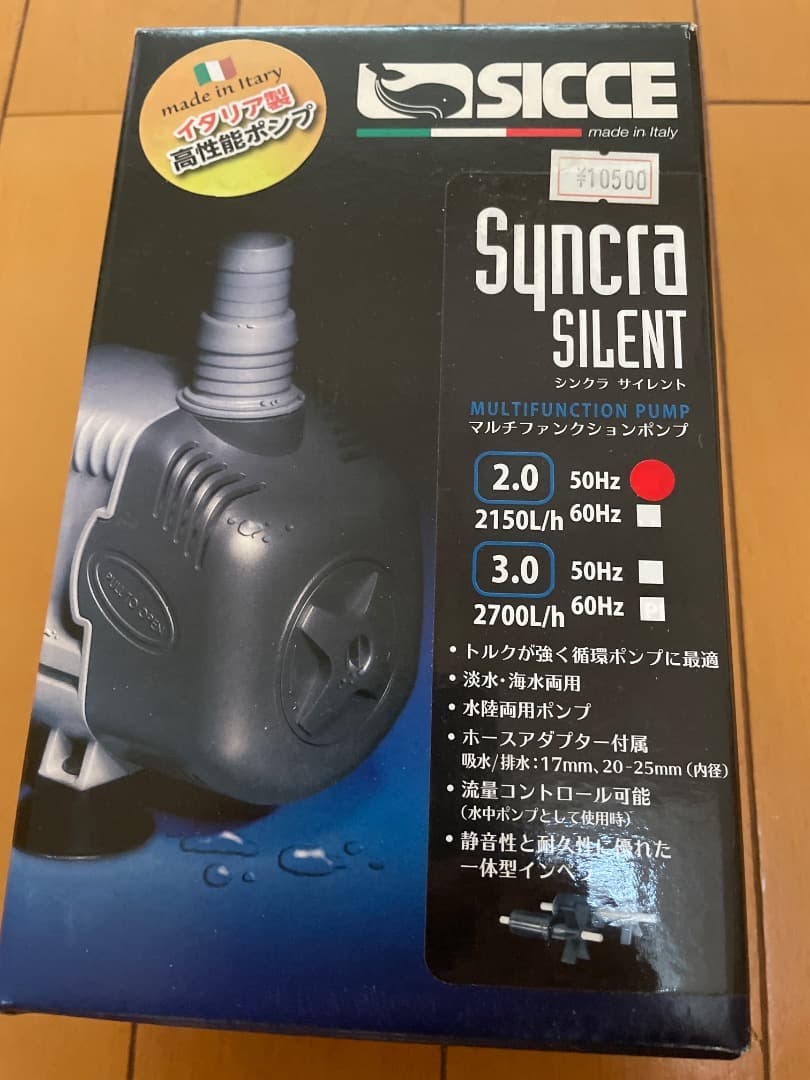 made in Itary
イタリア製
高性能ポンプ
SICCE
made in Italy
¥10500
Syncra
SILENT
シンクラ サイレント
MULTIFUNCTION PUMP
マルチファンクションポンプ
2.0 50Hz
2150L/h 60Hz
3.0 50Hz
2700L/h 60Hz
PULL TO OPEN
・トルクが強く循環ポンプに最適
・淡水・海水両用
・水陸両用ポンプ
・ホースアダプター付属
吸水/排水：17mm、20-25mm（内径）
・流量コントロール可能
（水中ポンプとして使用時）
・静音性と耐久性に優れた
一体型インペ